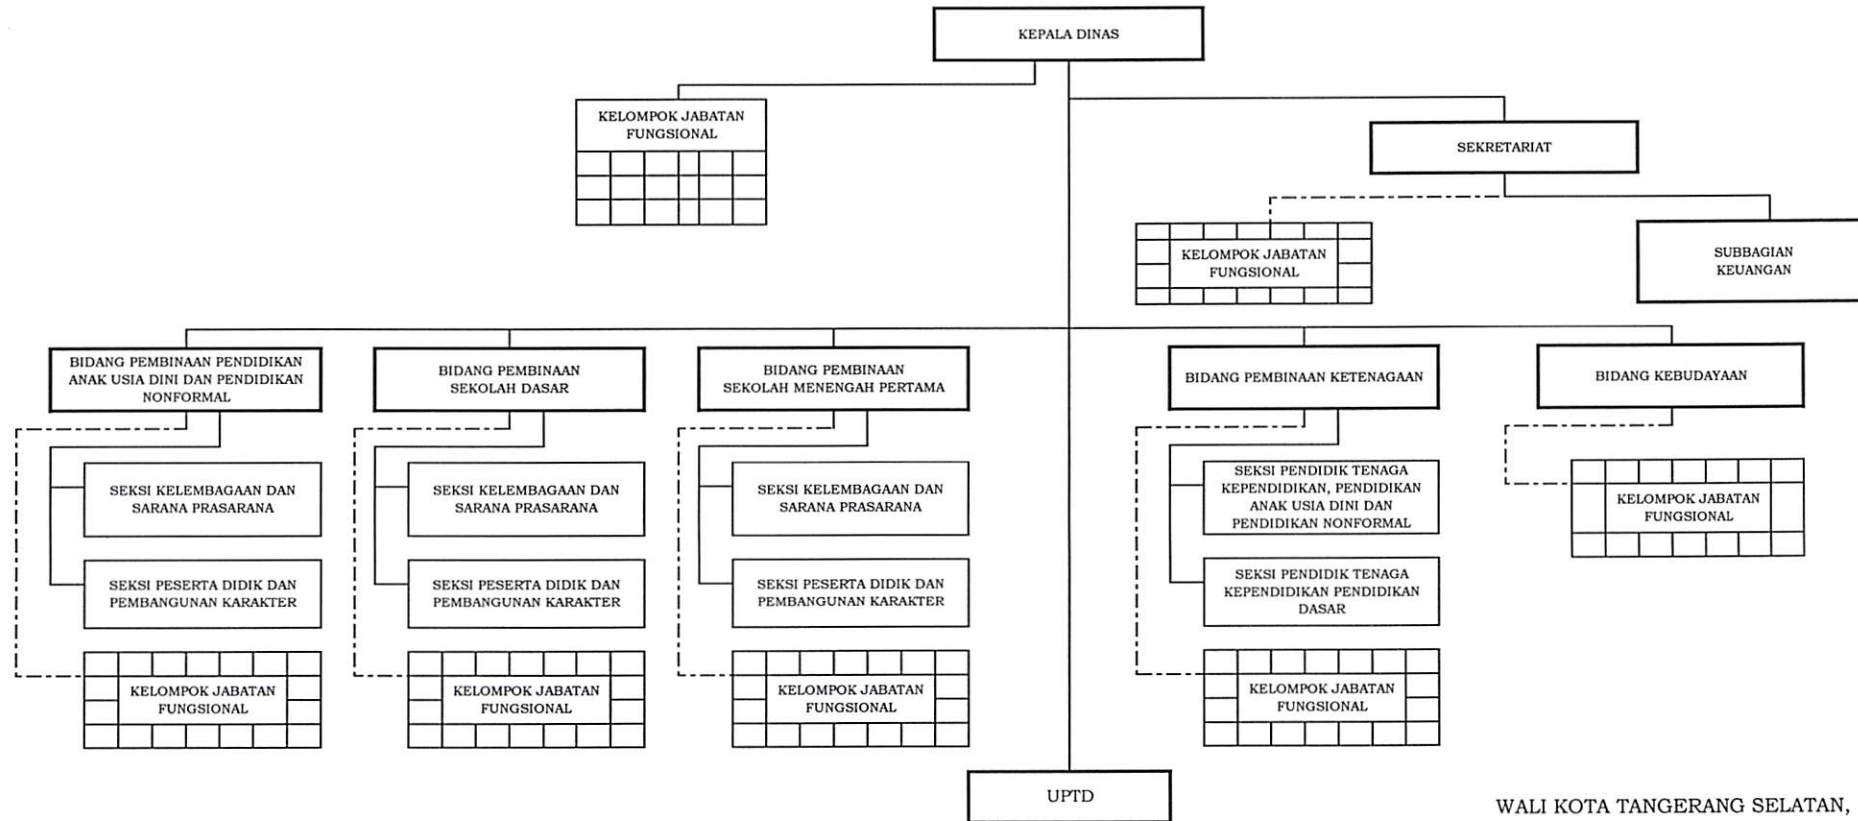 KEPALA DINAS
KELOMPOK JABATAN
FUNGSIONAL
SEKRETARIAT
KELOMPOK JABATAN
FUNGSIONAL
SUBBAGIAN
KEUANGAN
BIDANG PEMBINAAN PENDIDIKAN
ANAK USIA DINI DAN PENDIDIKAN
NONFORMAL
BIDANG PEMBINAAN
SEKOLAH DASAR
BIDANG PEMBINAAN
SEKOLAH MENENGAH PERTAMA
BIDANG PEMBINAAN KETENAGAAN
BIDANG KEBUDAYAAN
SEKSI KELEMBAGAAN DAN
SARANA PRASARANA
SEKSI KELEMBAGAAN DAN
SARANA PRASARANA
SEKSI KELEMBAGAAN DAN
SARANA PRASARANA
SEKSI PENDIDIK TENAGA
KEPENDIDIKAN, PENDIDIKAN
ANAK USIA DINI DAN
PENDIDIKAN NONFORMAL
KELOMPOK JABATAN
FUNGSIONAL
SEKSI PESERTA DIDIK DAN
PEMBANGUNAN KARAKTER
SEKSI PESERTA DIDIK DAN
PEMBANGUNAN KARAKTER
SEKSI PESERTA DIDIK DAN
PEMBANGUNAN KARAKTER
SEKSI PENDIDIK TENAGA
KEPENDIDIKAN PENDIDIKAN
DASAR
KELOMPOK JABATAN
FUNGSIONAL
KELOMPOK JABATAN
FUNGSIONAL
KELOMPOK JABATAN
FUNGSIONAL
KELOMPOK JABATAN
FUNGSIONAL
UPTD
WALI KOTA TANGERANG SELATAN,